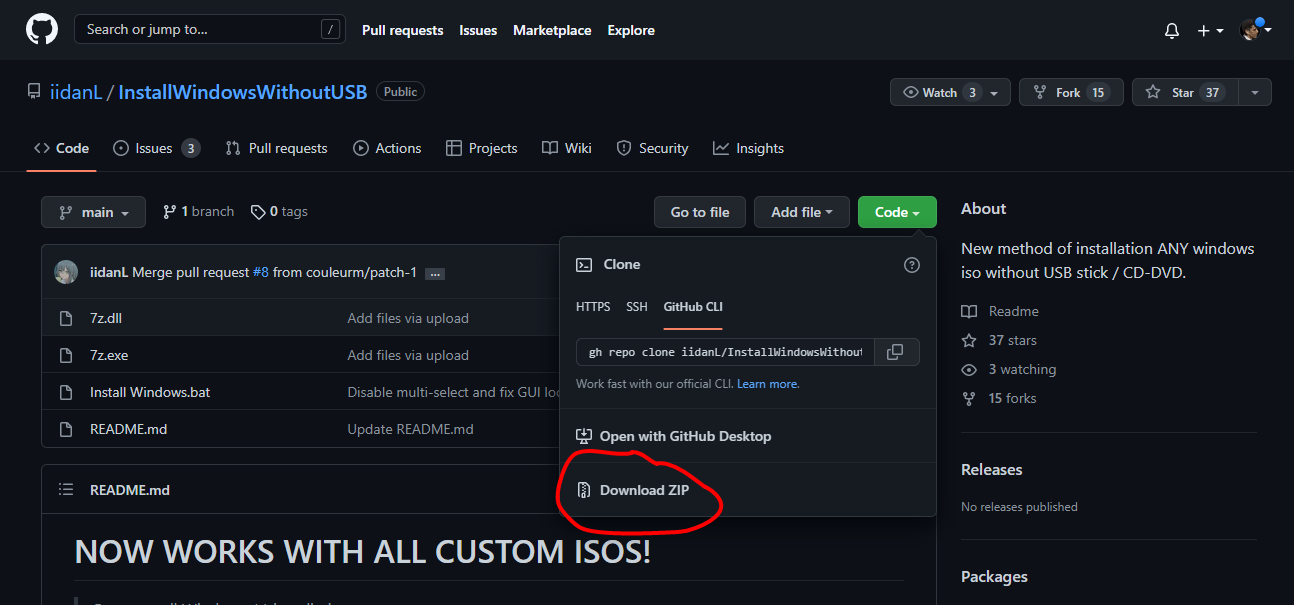 Search or jump to... /
Pull requests Issues Marketplace Explore
iidanL / InstallWindowsWithoutUSB Public
Watch 3 Fork 15 Star 37
Code Issues 3 Pull requests Actions Projects Wiki Security Insights
main 1 branch 0 tags Go to file Add file Code
iidanL Merge pull request #8 from couleurm/patch-1 ...
7z.dll Add files via upload
7z.exe Add files via upload
Install Windows.bat Disable multi-select and fix GUI
README.md Update README.md
Clone
HTTPS SSH GitHub CLI
gh repo clone iidanL/InstallWindowsWithout
Work fast with our official CLI. Learn more.
Open with GitHub Desktop
Download ZIP
README.md
NOW WORKS WITH ALL CUSTOM ISOS!
About
New method of installation ANY windows
iso without USB stick / CD-DVD.
Readme
37 stars
3 watching
15 forks
Releases
No releases published
Packages